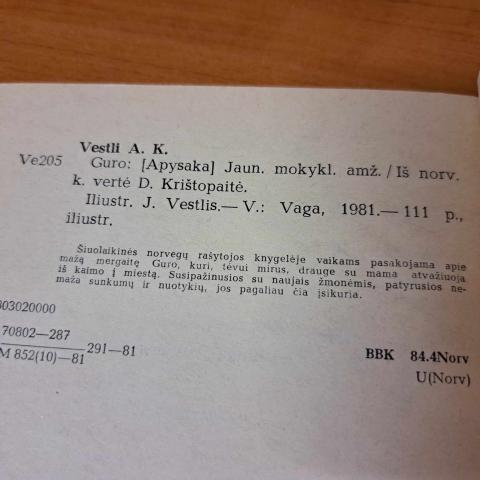 Vestli A. K.
Ve205 Guro: [Apysaka] Jaun. mokykl. amž. / Iš norv.
k. vertė D. Krištopaitė.
Iliustr. J. Vestlis.— V.: Vaga, 1981.— 111 p.,
iliustr.
Šiuolaikinės norvegų rašytojos knygelėje vaikams pasakojama apie
mažą mergaitę Guro, kuri, tėvui mirus, drauge su mama atvažiuoja
iš kaimo į miestą. Susipažinusios su naujais žmonėmis, patyrusios ne-
maža sunkumų ir nuotykių, jos pagaliau čia įsikuria.
803020000
70802—287
M 852(10)—81
291—81
BBK 84.4Norv
U(Norv)